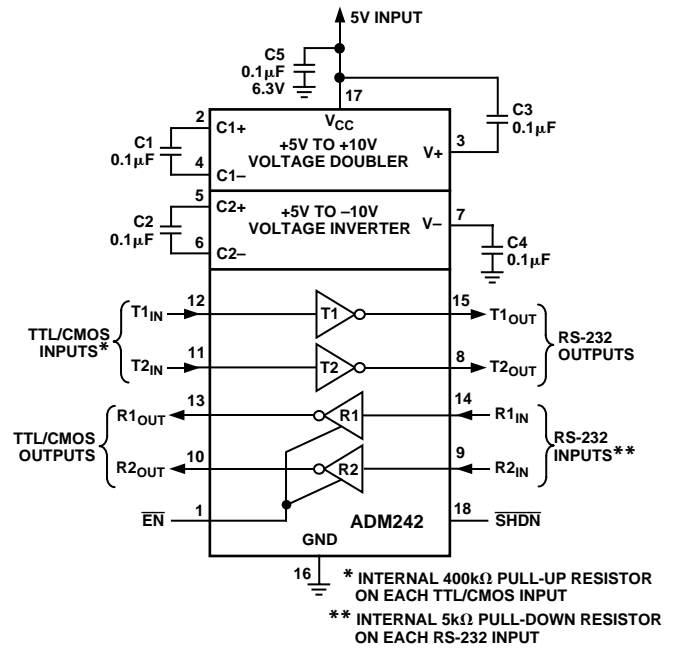 5V INPUT
C5
0.1µF
6.3V
17
C3
0.1µF
2
C1+
VCC
+5V TO +10V
VOLTAGE DOUBLER
V+
3
C1
0.1µF
4
C1–
5
C2+
+5V TO –10V
VOLTAGE INVERTER
V–
7
C2
0.1µF
6
C2–
C4
0.1µF
TTL/CMOS
INPUTS*
T1IN
12
T1
15
T1OUT
T2IN
11
T2
8
T2OUT
RS-232
OUTPUTS
TTL/CMOS
OUTPUTS
R1OUT
13
R1
14
R1IN
R2OUT
10
R2
9
R2IN
RS-232
INPUTS**
EN
1
ADM242
18
SHDN
GND
16
* INTERNAL 400kΩ PULL-UP RESISTOR
ON EACH TTL/CMOS INPUT
** INTERNAL 5kΩ PULL-DOWN RESISTOR
ON EACH RS-232 INPUT